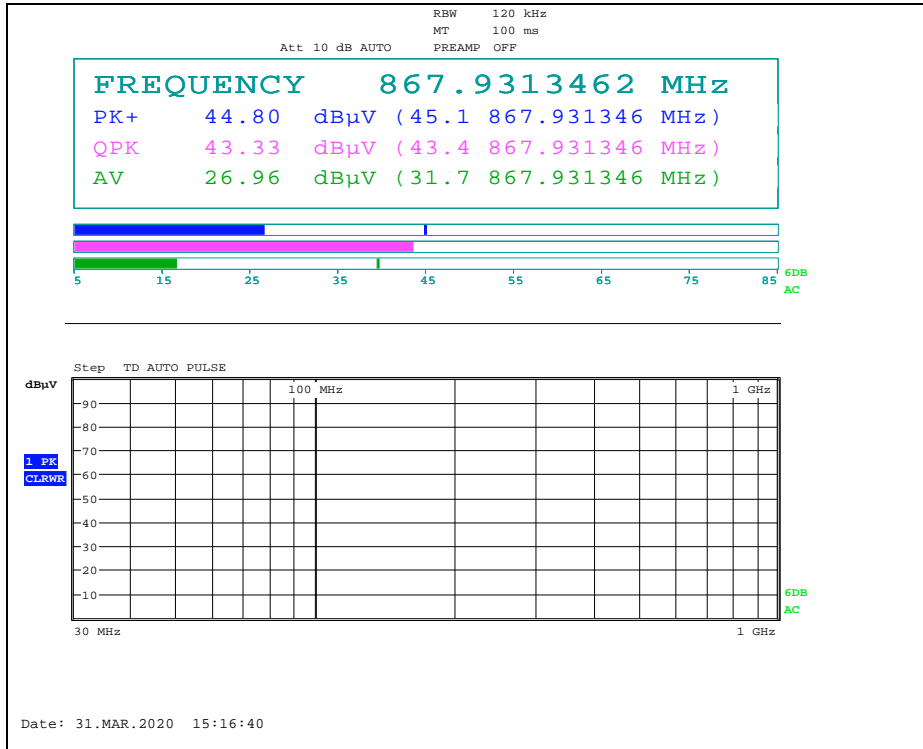 RBW 120 kHz
MT 100 ms
Att 10 dB AUTO PREAMP OFF
FREQUENCY 867.9313462 MHz
PK+ 44.80 dBµV (45.1 867.931346 MHz)
QPK 43.33 dBµV (43.4 867.931346 MHz)
AV 26.96 dBµV (31.7 867.931346 MHz)
5 15 25 35 45 55 65 75 85
6DB
AC
Step TD AUTO PULSE
dBµV
100 MHz 1 GHz
90
80
70
1 PK
60
CLRWR
50
40
30
20
10
6DB
AC
30 MHz 1 GHz
Date: 31.MAR.2020 15:16:40